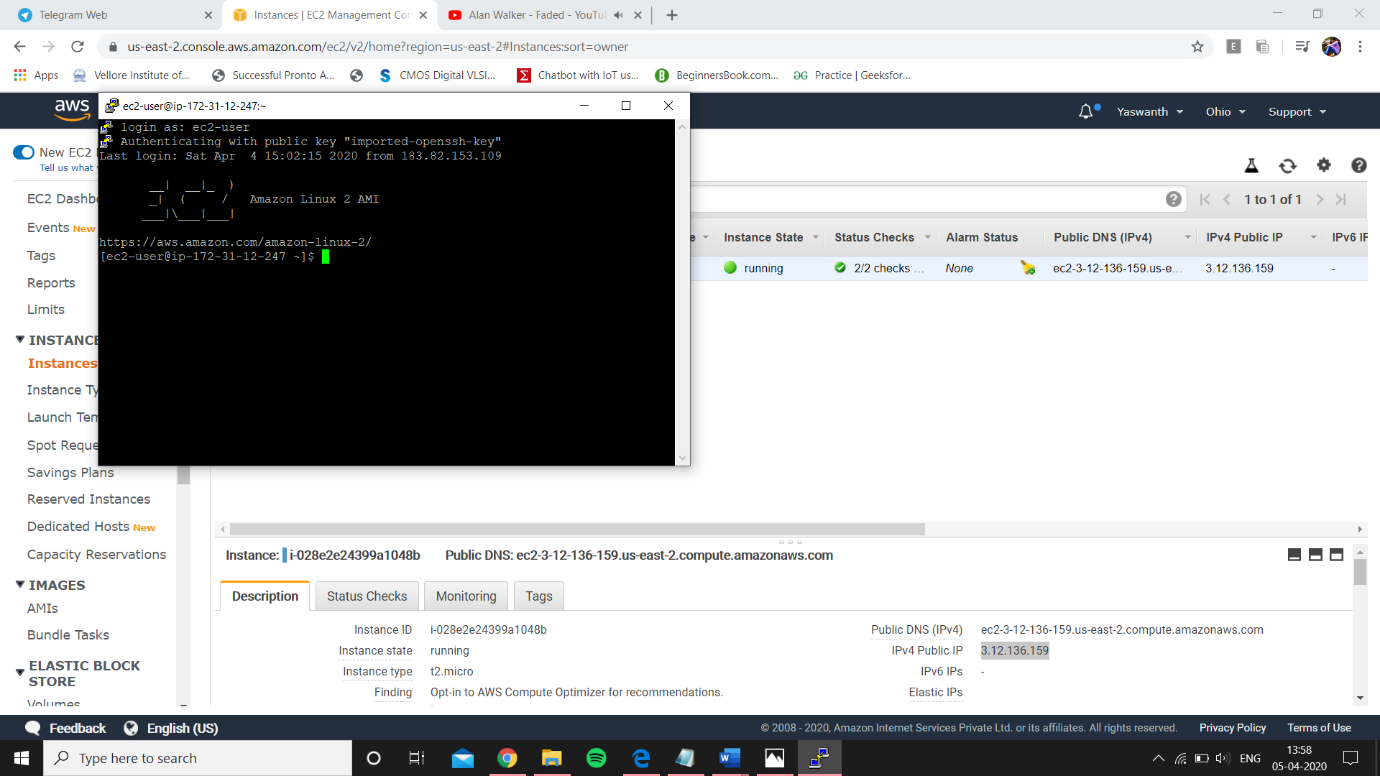 Telegram Web
Instances | EC2 Management Con
Alan Walker - Faded - YouTu
us-east-2.console.aws.amazon.com/ec2/v2/home?region=us-east-2#Instances:sort=owner
Apps
Vellore Institute of...
Successful Pronto A...
CMOS Digital VLSI...
Chatbot with IoT us...
BeginnersBook.com...
Practice | Geeksfor...
aws
Yaswanth
Ohio
Support
ec2-user@ip-172-31-12-247:~
login as: ec2-user
Authenticating with public key "imported-openssh-key"
Last login: Sat Apr  4 15:02:15 2020 from 183.82.153.109
__|  __|_  )
_|  (     /   Amazon Linux 2 AMI
___|\___|___|
https://aws.amazon.com/amazon-linux-2/
[ec2-user@ip-172-31-12-247 ~]$
New EC2
Tell us what
EC2 Dashb
Events New
Tags
Reports
Limits
INSTANCE
Instances
Instance Ty
Launch Tem
Spot Reque
Savings Plans
Reserved Instances
Dedicated Hosts New
Capacity Reservations
IMAGES
AMIs
Bundle Tasks
ELASTIC BLOCK
STORE
Volumes
1 to 1 of 1
e
Instance State
Status Checks
Alarm Status
Public DNS (IPv4)
IPv4 Public IP
IPv6 IP
running
2/2 checks ...
None
ec2-3-12-136-159.us-e...
3.12.136.159
-
Instance: i-028e2e24399a1048b
Public DNS: ec2-3-12-136-159.us-east-2.compute.amazonaws.com
Description
Status Checks
Monitoring
Tags
Instance ID i-028e2e24399a1048b
Public DNS (IPv4) ec2-3-12-136-159.us-east-2.compute.amazonaws.com
Instance state running
IPv4 Public IP 3.12.136.159
Instance type t2.micro
IPv6 IPs -
Finding Opt-in to AWS Compute Optimizer for recommendations.
Elastic IPs
Feedback
English (US)
© 2008 - 2020, Amazon Internet Services Private Ltd. or its affiliates. All rights reserved.
Privacy Policy
Terms of Use
Type here to search
ENG
13:58
05-04-2020